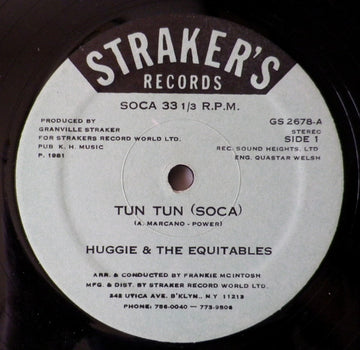 STRAKER'S
RECORDS
SOCA 33 1/3 R.P.M.
GS 2678-A
STEREO
SIDE 1
PRODUCED BY
GRANVILLE STRAKER
FOR STRAKERS RECORD WORLD LTD.
PUB K. H. MUSIC
P. 1981
REC. SOUND HEIGHTS, LTD.
ENG. QUASTAR WELSH
TUN TUN (SOCA)
(A. MARCANO - POWER)
HUGGIE & THE EQUITABLES
ARR. & CONDUCTED BY FRANKIE MCINTOSH
MFG. & DIST. BY STRAKER RECORD WORLD LTD.
242 UTICA AVE. B'KLYN., N.Y 11213
PHONE: 756-0040 — 773-9508